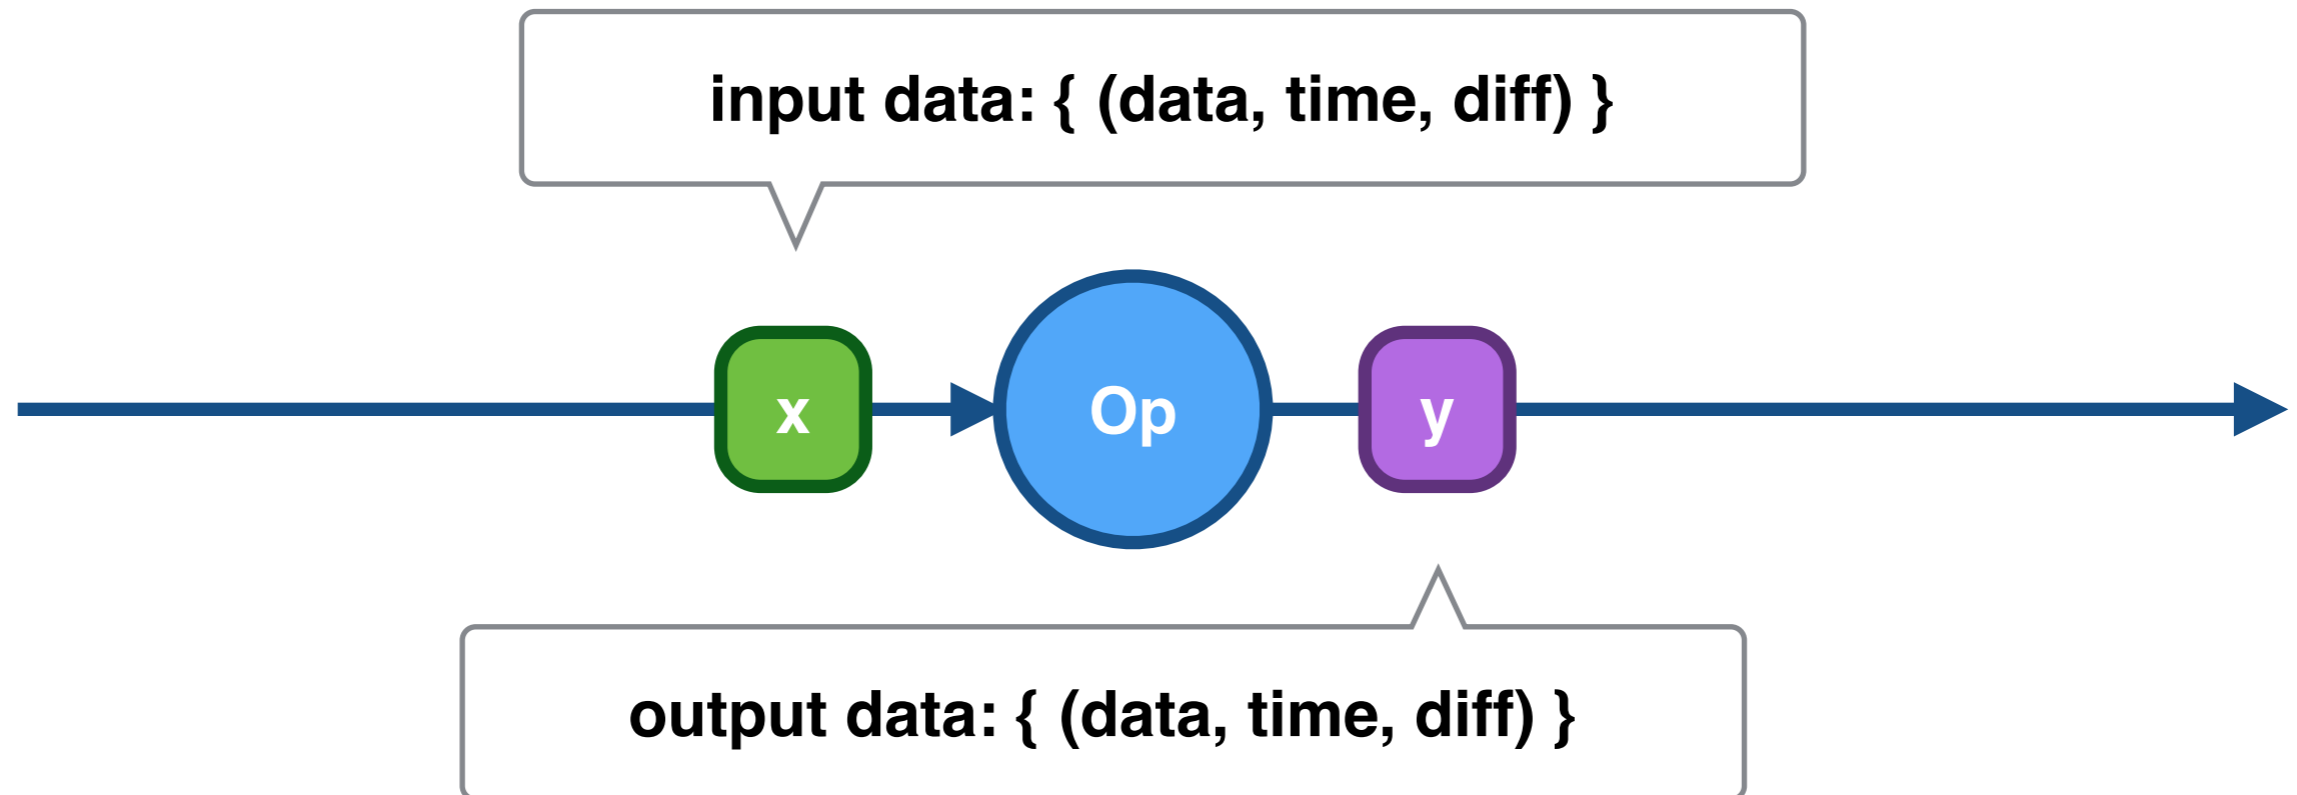 input data: { (data, time, diff) }
x
Op
y
output data: { (data, time, diff) }